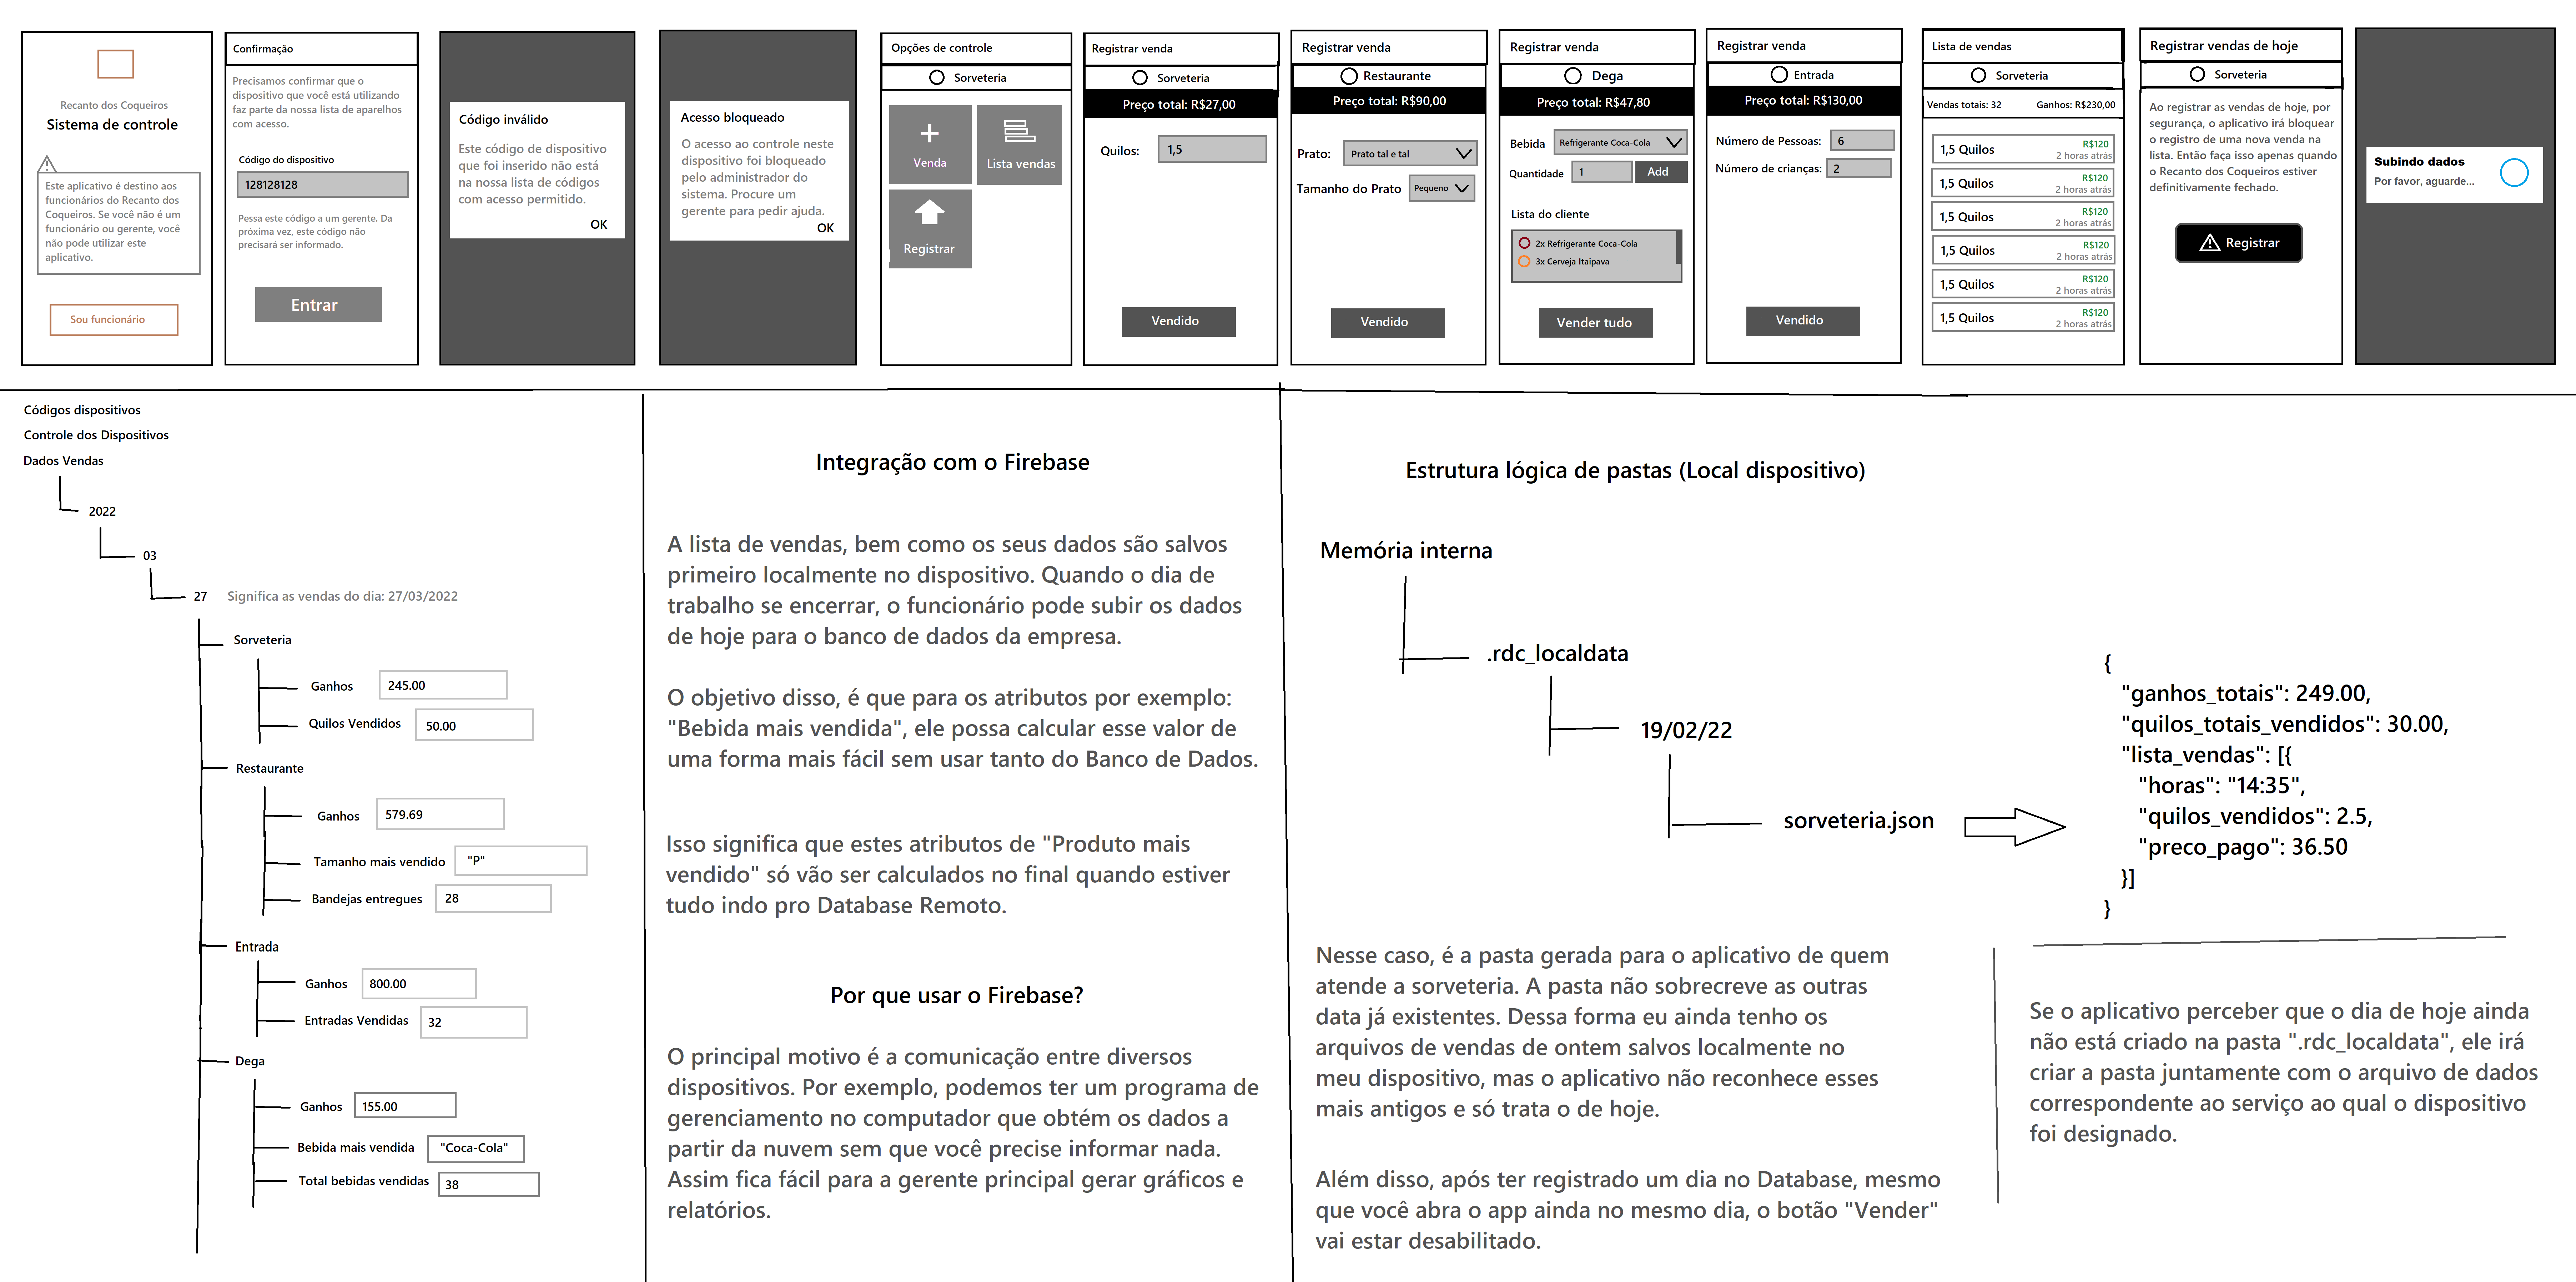 Recanto dos Coqueiros
Sistema de controle
Este aplicativo é destino aos
funcionários do Recanto dos
Coqueiros. Se você não é um
funcionário ou gerente, você
não pode utilizar este
aplicativo.
Sou funcionário
Confirmação
Precisamos confirmar que o
dispositivo que você está utilizando
faz parte da nossa lista de aparelhos
com acesso.
Código do dispositivo
128128128
Pessa este código a um gerente. Da
próxima vez, este código não
precisará ser informado.
Entrar
Código inválido
Este código de dispositivo
que foi inserido não está
na nossa lista de códigos
com acesso permitido.
OK
Acesso bloqueado
O acesso ao controle neste
dispositivo foi bloqueado
pelo administrador do
sistema. Procure um
gerente para pedir ajuda.
OK
Opções de controle
Sorveteria
Venda
Lista vendas
Registrar
Registrar venda
Sorveteria
Preço total: R$27,00
Quilos: 1,5
Vendido
Registrar venda
Restaurante
Preço total: R$90,00
Prato: Prato tal e tal
Tamanho do Prato Pequeno
Vendido
Registrar venda
Dega
Preço total: R$47,80
Bebida Refrigerante Coca-Cola
Quantidade 1 Add
Lista do cliente
2x Refrigerante Coca-Cola
3x Cerveja Itaipava
Vender tudo
Registrar venda
Entrada
Preço total: R$130,00
Número de Pessoas: 6
Número de crianças: 2
Vendido
Lista de vendas
Sorveteria
Vendas totais: 32 Ganhos: R$230,00
1,5 Quilos R$120
2 horas atrás
1,5 Quilos R$120
2 horas atrás
1,5 Quilos R$120
2 horas atrás
1,5 Quilos R$120
2 horas atrás
1,5 Quilos R$120
2 horas atrás
1,5 Quilos R$120
2 horas atrás
Registrar vendas de hoje
Sorveteria
Ao registrar as vendas de hoje, por
segurança, o aplicativo irá bloquear
o registro de uma nova venda na
lista. Então faça isso apenas quando
o Recanto dos Coqueiros estiver
definitivamente fechado.
Registrar
Subindo dados
Por favor, aguarde...
Códigos dispositivos
Controle dos Dispositivos
Dados Vendas
2022
03
27 Significa as vendas do dia: 27/03/2022
Sorveteria
Ganhos 245.00
Quilos Vendidos 50.00
Restaurante
Ganhos 579.69
Tamanho mais vendido "P"
Bandejas entregues 28
Entrada
Ganhos 800.00
Entradas Vendidas 32
Dega
Ganhos 155.00
Bebida mais vendida "Coca-Cola"
Total bebidas vendidas 38
Integração com o Firebase
A lista de vendas, bem como os seus dados são salvos
primeiro localmente no dispositivo. Quando o dia de
trabalho se encerrar, o funcionário pode subir os dados
de hoje para o banco de dados da empresa.
O objetivo disso, é que para os atributos por exemplo:
"Bebida mais vendida", ele possa calcular esse valor de
uma forma mais fácil sem usar tanto do Banco de Dados.
Isso significa que estes atributos de "Produto mais
vendido" só vão ser calculados no final quando estiver
tudo indo pro Database Remoto.
Por que usar o Firebase?
O principal motivo é a comunicação entre diversos
dispositivos. Por exemplo, podemos ter um programa de
gerenciamento no computador que obtém os dados a
partir da nuvem sem que você precise informar nada.
Assim fica fácil para a gerente principal gerar gráficos e
relatórios.
Estrutura lógica de pastas (Local dispositivo)
Memória interna
.rdc_localdata
19/02/22
sorveteria.json
{
"ganhos_totais": 249.00,
"quilos_totais_vendidos": 30.00,
"lista_vendas": [{
"horas": "14:35",
"quilos_vendidos": 2.5,
"preco_pago": 36.50
}]
}
Nesse caso, é a pasta gerada para o aplicativo de quem
atende a sorveteria. A pasta não sobrecreve as outras
data já existentes. Dessa forma eu ainda tenho os
arquivos de vendas de ontem salvos localmente no
meu dispositivo, mas o aplicativo não reconhece esses
mais antigos e só trata o de hoje.
Além disso, após ter registrado um dia no Database, mesmo
que você abra o app ainda no mesmo dia, o botão "Vender"
vai estar desabilitado.
Se o aplicativo perceber que o dia de hoje ainda
não está criado na pasta ".rdc_localdata", ele irá
criar a pasta juntamente com o arquivo de dados
correspondente ao serviço ao qual o dispositivo
foi designado.